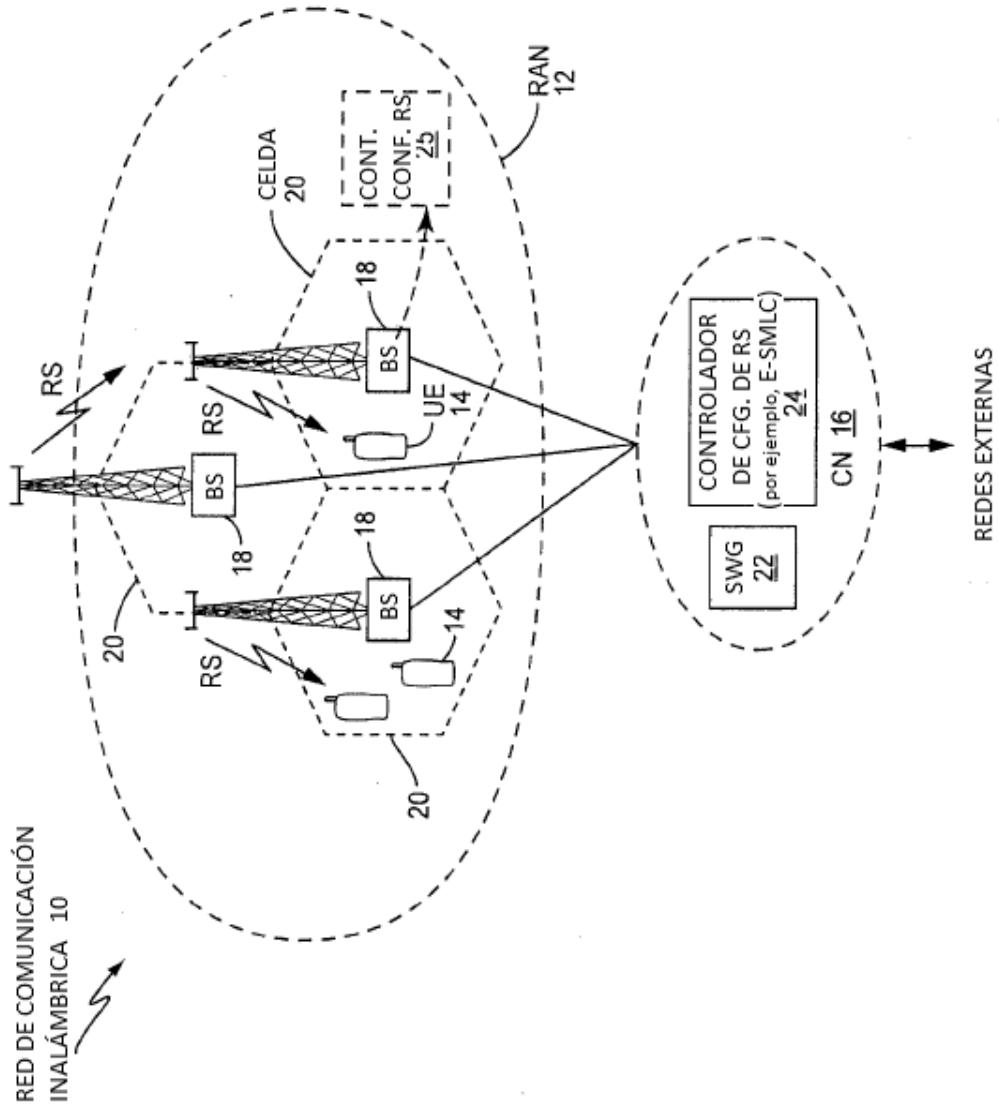 RED DE COMUNICACIÓN
INALÁMBRICA 10
RS
RS
RS
20
18
BS
CELDA
20
18
BS
18
BS
UE
14
14
20
CONT.
CONF. RS
25
RAN
12
SWG
22
CONTROLADOR
DE CFG. DE RS
(por ejemplo, E-SMLC)
24
CN 16
REDES EXTERNAS